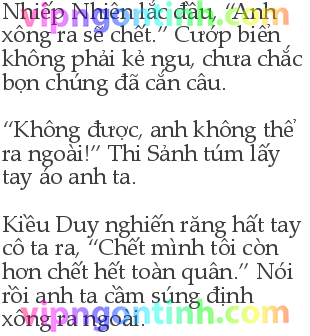 Nhiếp Nhiên lắc đầu, “Anh
xông ra sẽ chết.” Cướp biển
không phải kẻ ngu, chưa chắc
bọn chúng đã cắn câu.

“Không được, anh không thể
ra ngoài!” Thi Sảnh túm lấy
tay áo anh ta.

Kiều Duy nghiến răng hất tay
cô ta ra, “Chết mình tôi còn
hơn chết hết toàn quân.” Nói
rồi anh ta cầm súng định
xông ra ngoài.
vipngontinh.com
vipngontinh.com